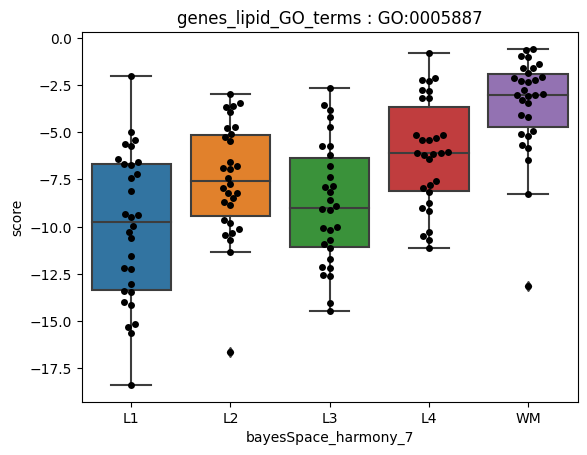 genes_lipid_GO_terms : GO:0005887
score
0.0
−2.5
−5.0
−7.5
−10.0
−12.5
−15.0
−17.5
L1 L2 L3 L4 WM
bayesSpace_harmony_7